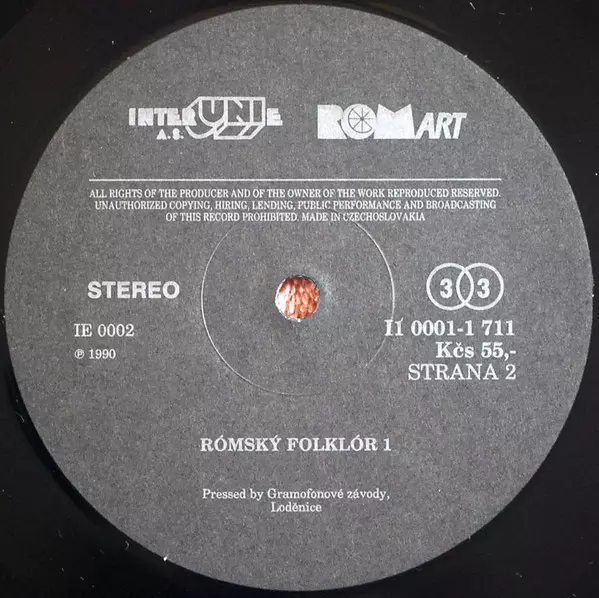 INTERUNIE
A.S.
ROMART
ALL RIGHTS OF THE PRODUCER AND OF THE OWNER OF THE WORK REPRODUCED RESERVED.
UNAUTHORIZED COPYING, HIRING, LENDING, PUBLIC PERFORMANCE AND BROADCASTING
OF THIS RECORD PROHIBITED. MADE IN CZECHOSLOVAKIA
STEREO
33
IE 0002
11 0001-1 711
℗ 1990
Kčs 55,-
STRANA 2
RÓMSKÝ FOLKLÓR 1
Pressed by Gramofonové závody,
Loděnice